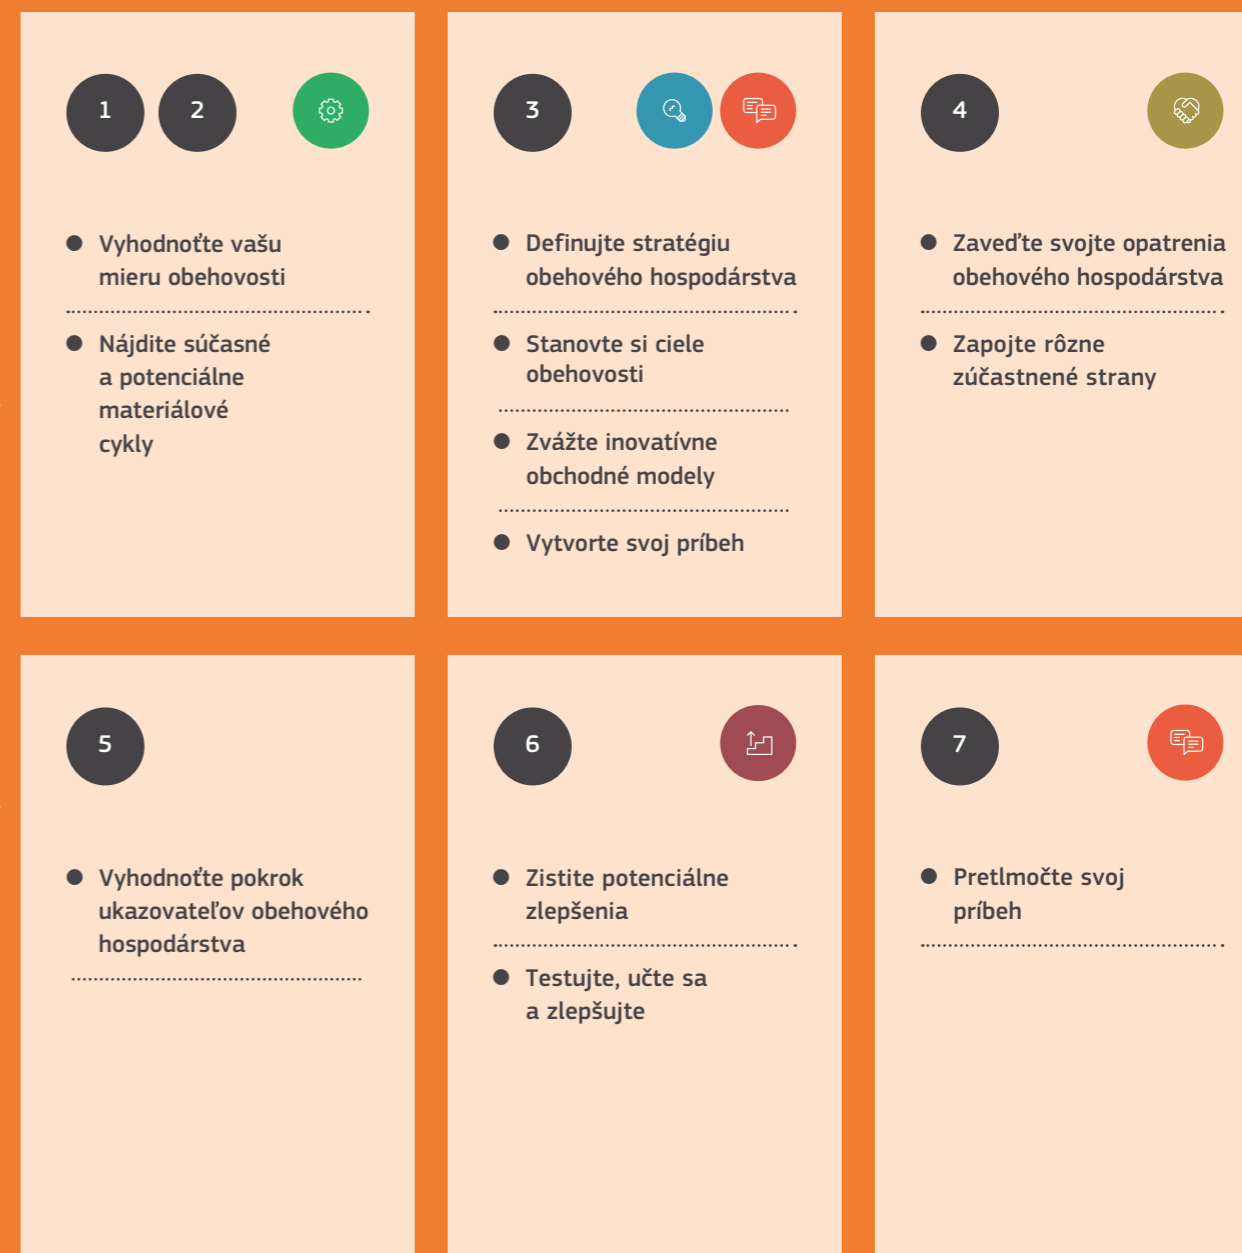 1 2
Vyhodnoťte vašu
mieru obehovosti
Nájdite súčasné
a potenciálne
materiálové
cykly
3
Definujte stratégiu
obehového hospodárstva
Stanovte si ciele
obehovosti
Zvážte inovatívne
obchodné modely
Vytvorte svoj príbeh
4
Zaveďte svojte opatrenia
obehového hospodárstva
Zapojte rôzne
zúčastnené strany
5
Vyhodnoťte pokrok
ukazovateľov obehového
hospodárstva
6
Zistite potenciálne
zlepšenia
Testujte, učte sa
a zlepšujte
7
Pretlmočte svoj
príbeh